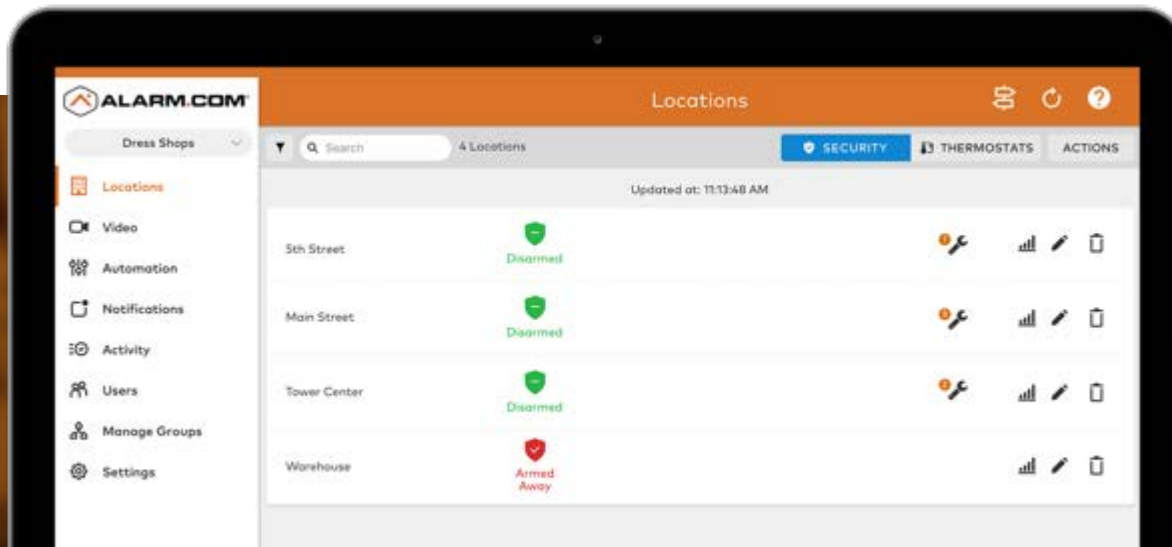 ALARM.COM
Locations
Dress Shops
Search
4 Locations
SECURITY
THERMOSTATS
ACTIONS
Updated at: 11:13:48 AM
Locations
Video
Automation
Notifications
Activity
Users
Manage Groups
Settings
5th Street
Disarmed
Main Street
Disarmed
Tower Center
Disarmed
Warehouse
Armed
Away